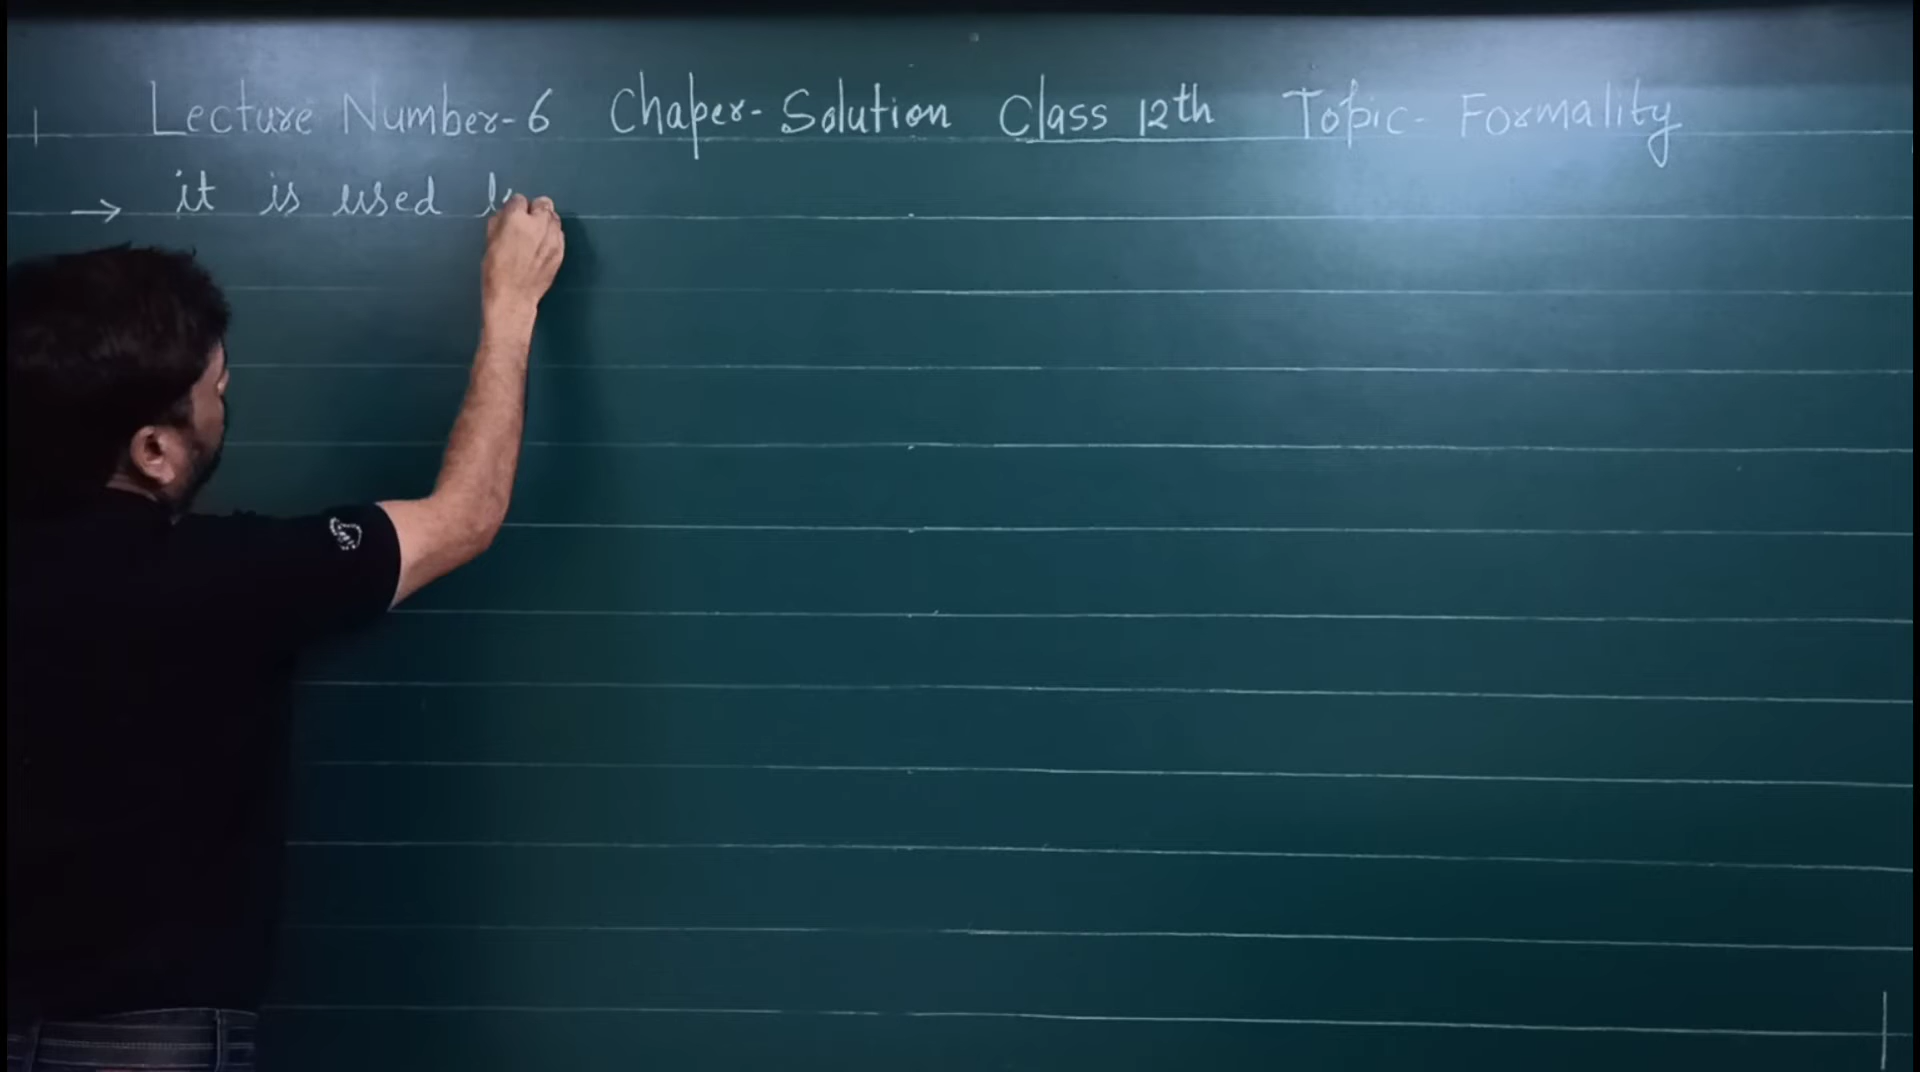 Lecture Number-6 Chaper-Solution Class 12th Topic- Formality
→ it is used